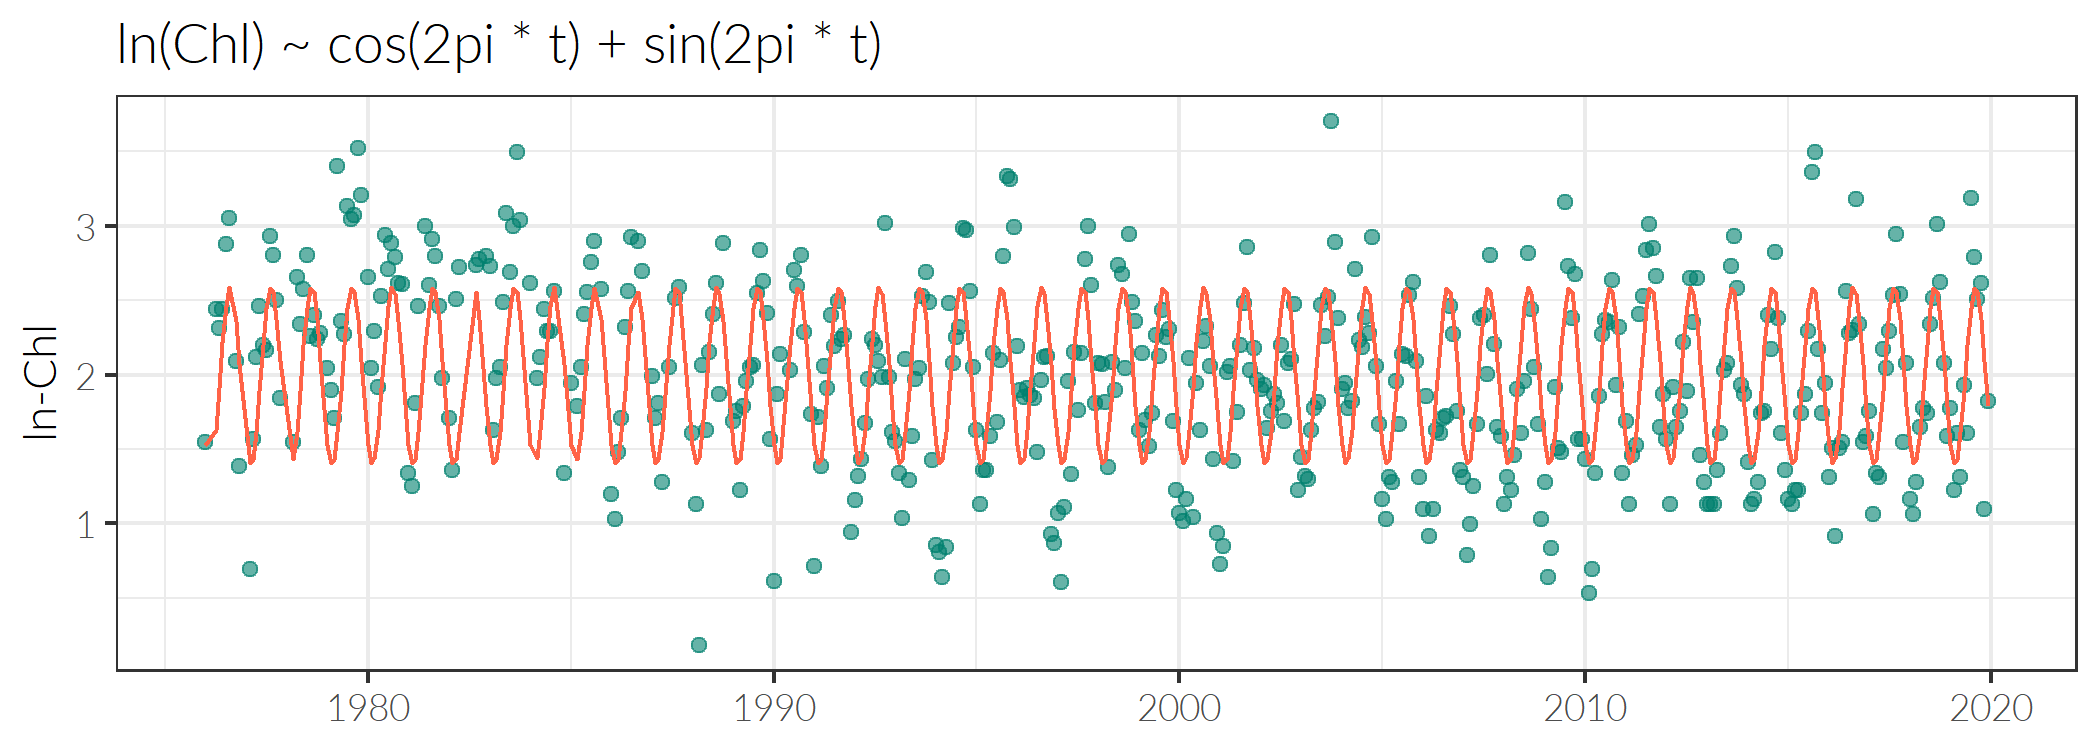 ln(Chl) ~ cos(2pi * t) + sin(2pi * t)
ln-Chl
3
2
1
1980 1990 2000 2010 2020